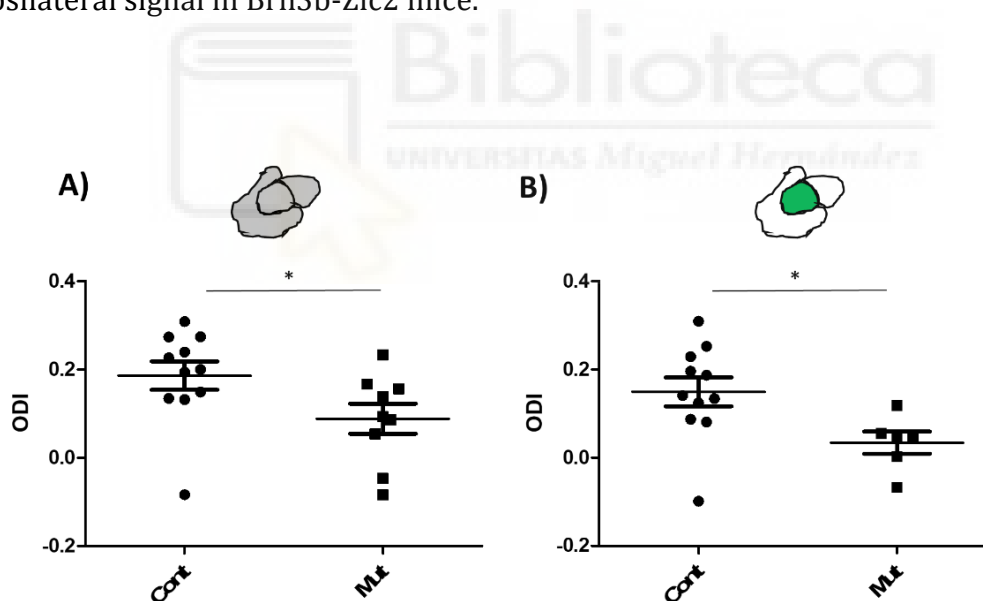 ipsilateral signal in Brn3b-Zic2 mice.
Biblioteca
UNIVERSITAS Miguel Hernández
A)
B)
*
*
0.4
0.2
0.0
-0.2
ODI
Cont
Mut
0.4
0.2
0.0
-0.2
ODI
Cont
Mut